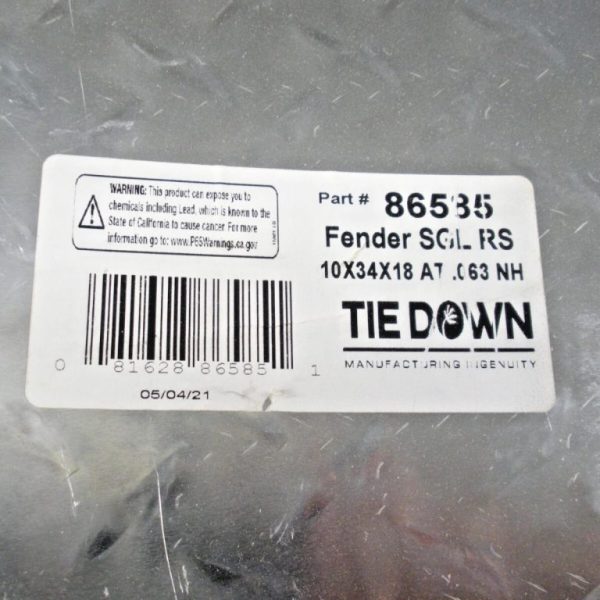 WARNING: This product can expose you to
chemicals including Lead, which is known to the
State of California to cause cancer. For more
information go to: www.P65Warnings.ca.gov
Part # 86585
Fender SGL RS
10X34X18 AT .063 NH
TIE DOWN
MANUFACTURING INGENUITY
0 81628 86585 1
05/04/21